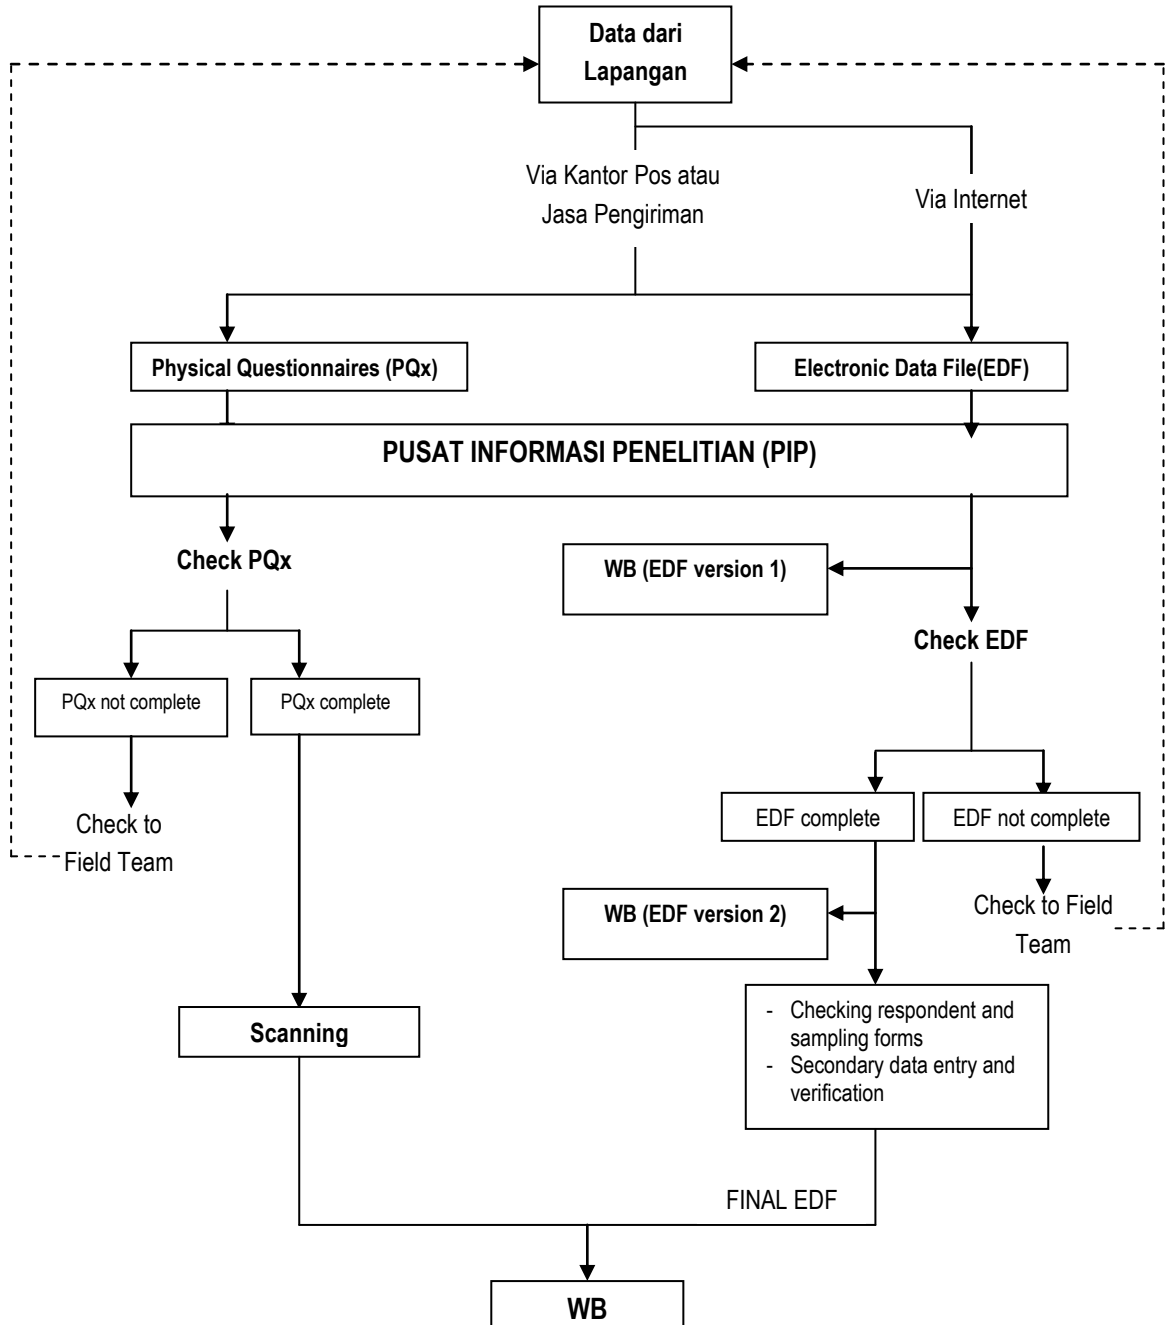 Data dari
Lapangan
Via Kantor Pos atau
Jasa Pengiriman
Via Internet
Physical Questionnaires (PQx)
Electronic Data File(EDF)
PUSAT INFORMASI PENELITIAN (PIP)
Check PQx
WB (EDF version 1)
Check EDF
PQx not complete
PQx complete
Check to
Field Team
EDF complete
EDF not complete
WB (EDF version 2)
Check to Field
Team
Scanning
- Checking respondent and
sampling forms
- Secondary data entry and
verification
FINAL EDF
WB